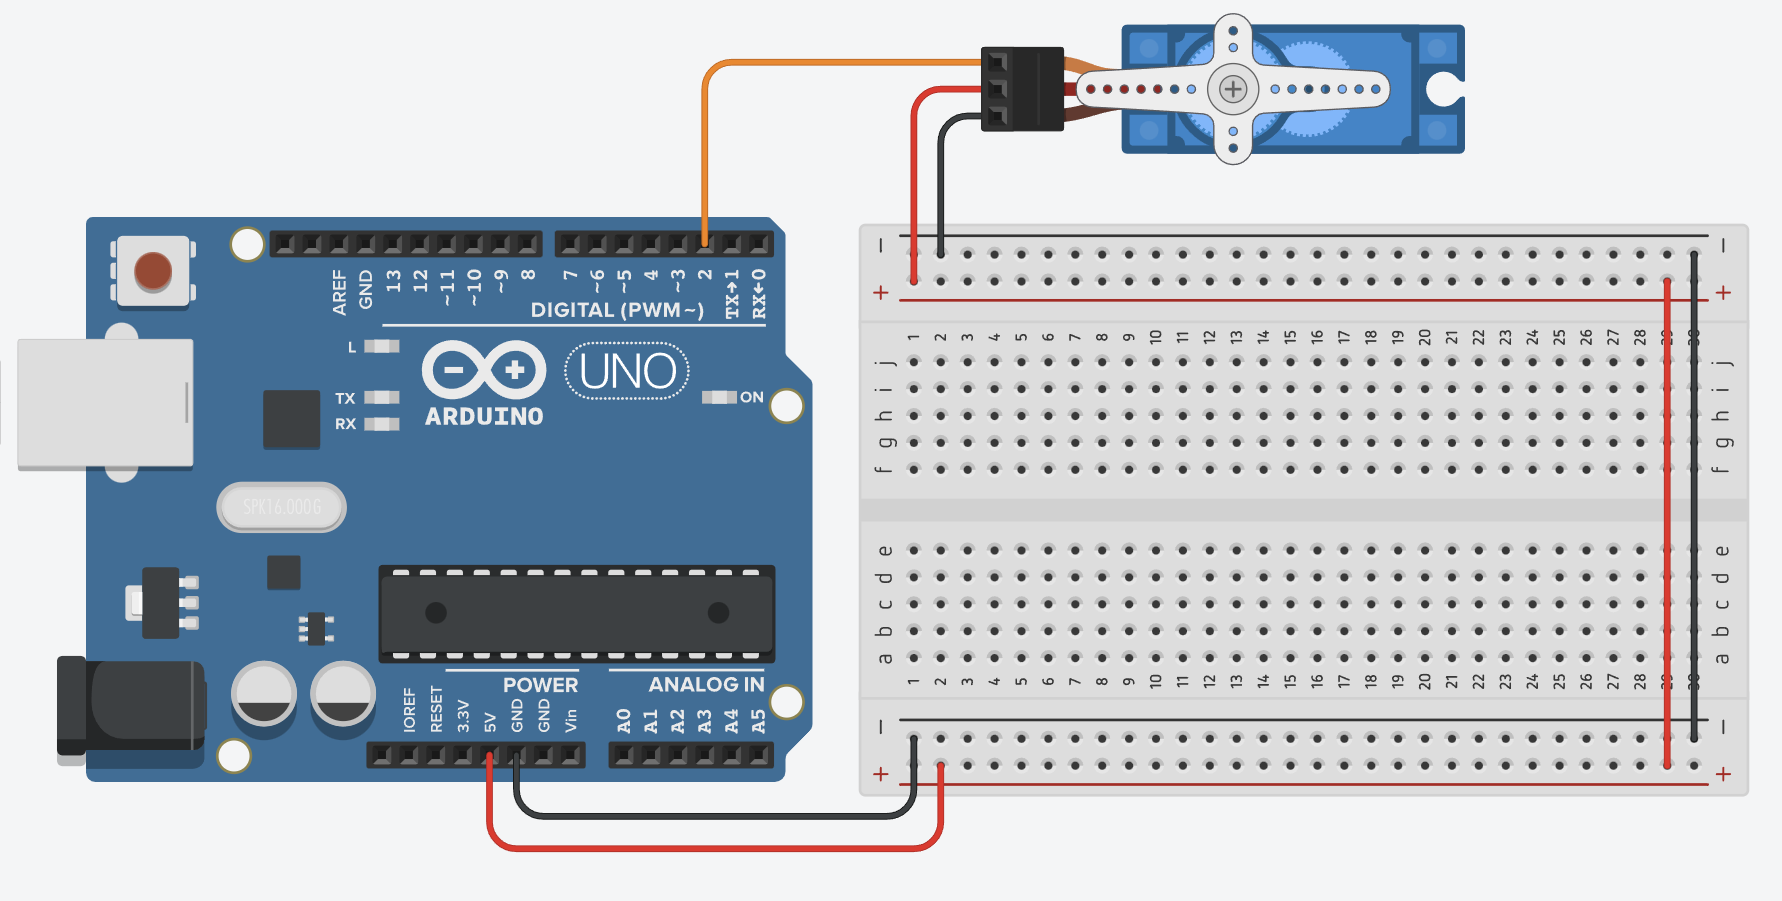 AREF GND 13 12 ~11 ~10 ~9 8 7 ~6 ~5 4 ~3 2 TX→1 RX←0
DIGITAL (PWM~)
L
TX
RX
UNO
ARDUINO
ON
SPK16.000G
POWER
ANALOG IN
IOREF RESET 3.3V 5V GND GND Vin A0 A1 A2 A3 A4 A5
− −
+ +
1 2 3 4 5 6 7 8 9 10 11 12 13 14 15 16 17 18 19 20 21 22 23 24 25 26 27 28 29 30
j j
i i
h h
g g
f f
e e
d d
c c
b b
a a
1 2 3 4 5 6 7 8 9 10 11 12 13 14 15 16 17 18 19 20 21 22 23 24 25 26 27 28 29 30
− −
+ +